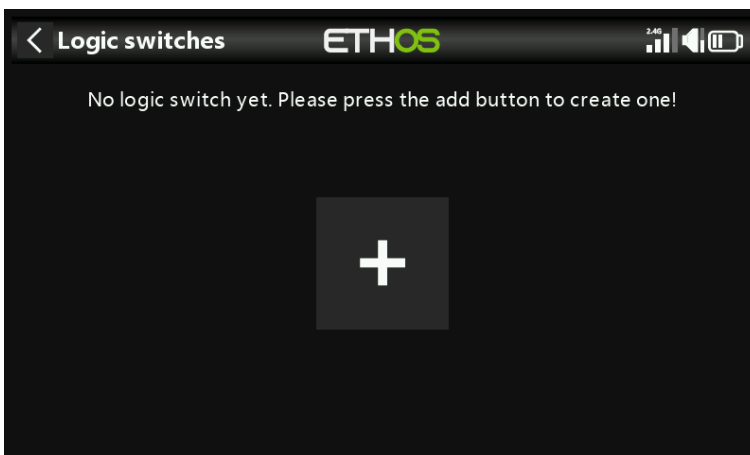 Logic switches
ETHOS
2.4G
No logic switch yet. Please press the add button to create one!